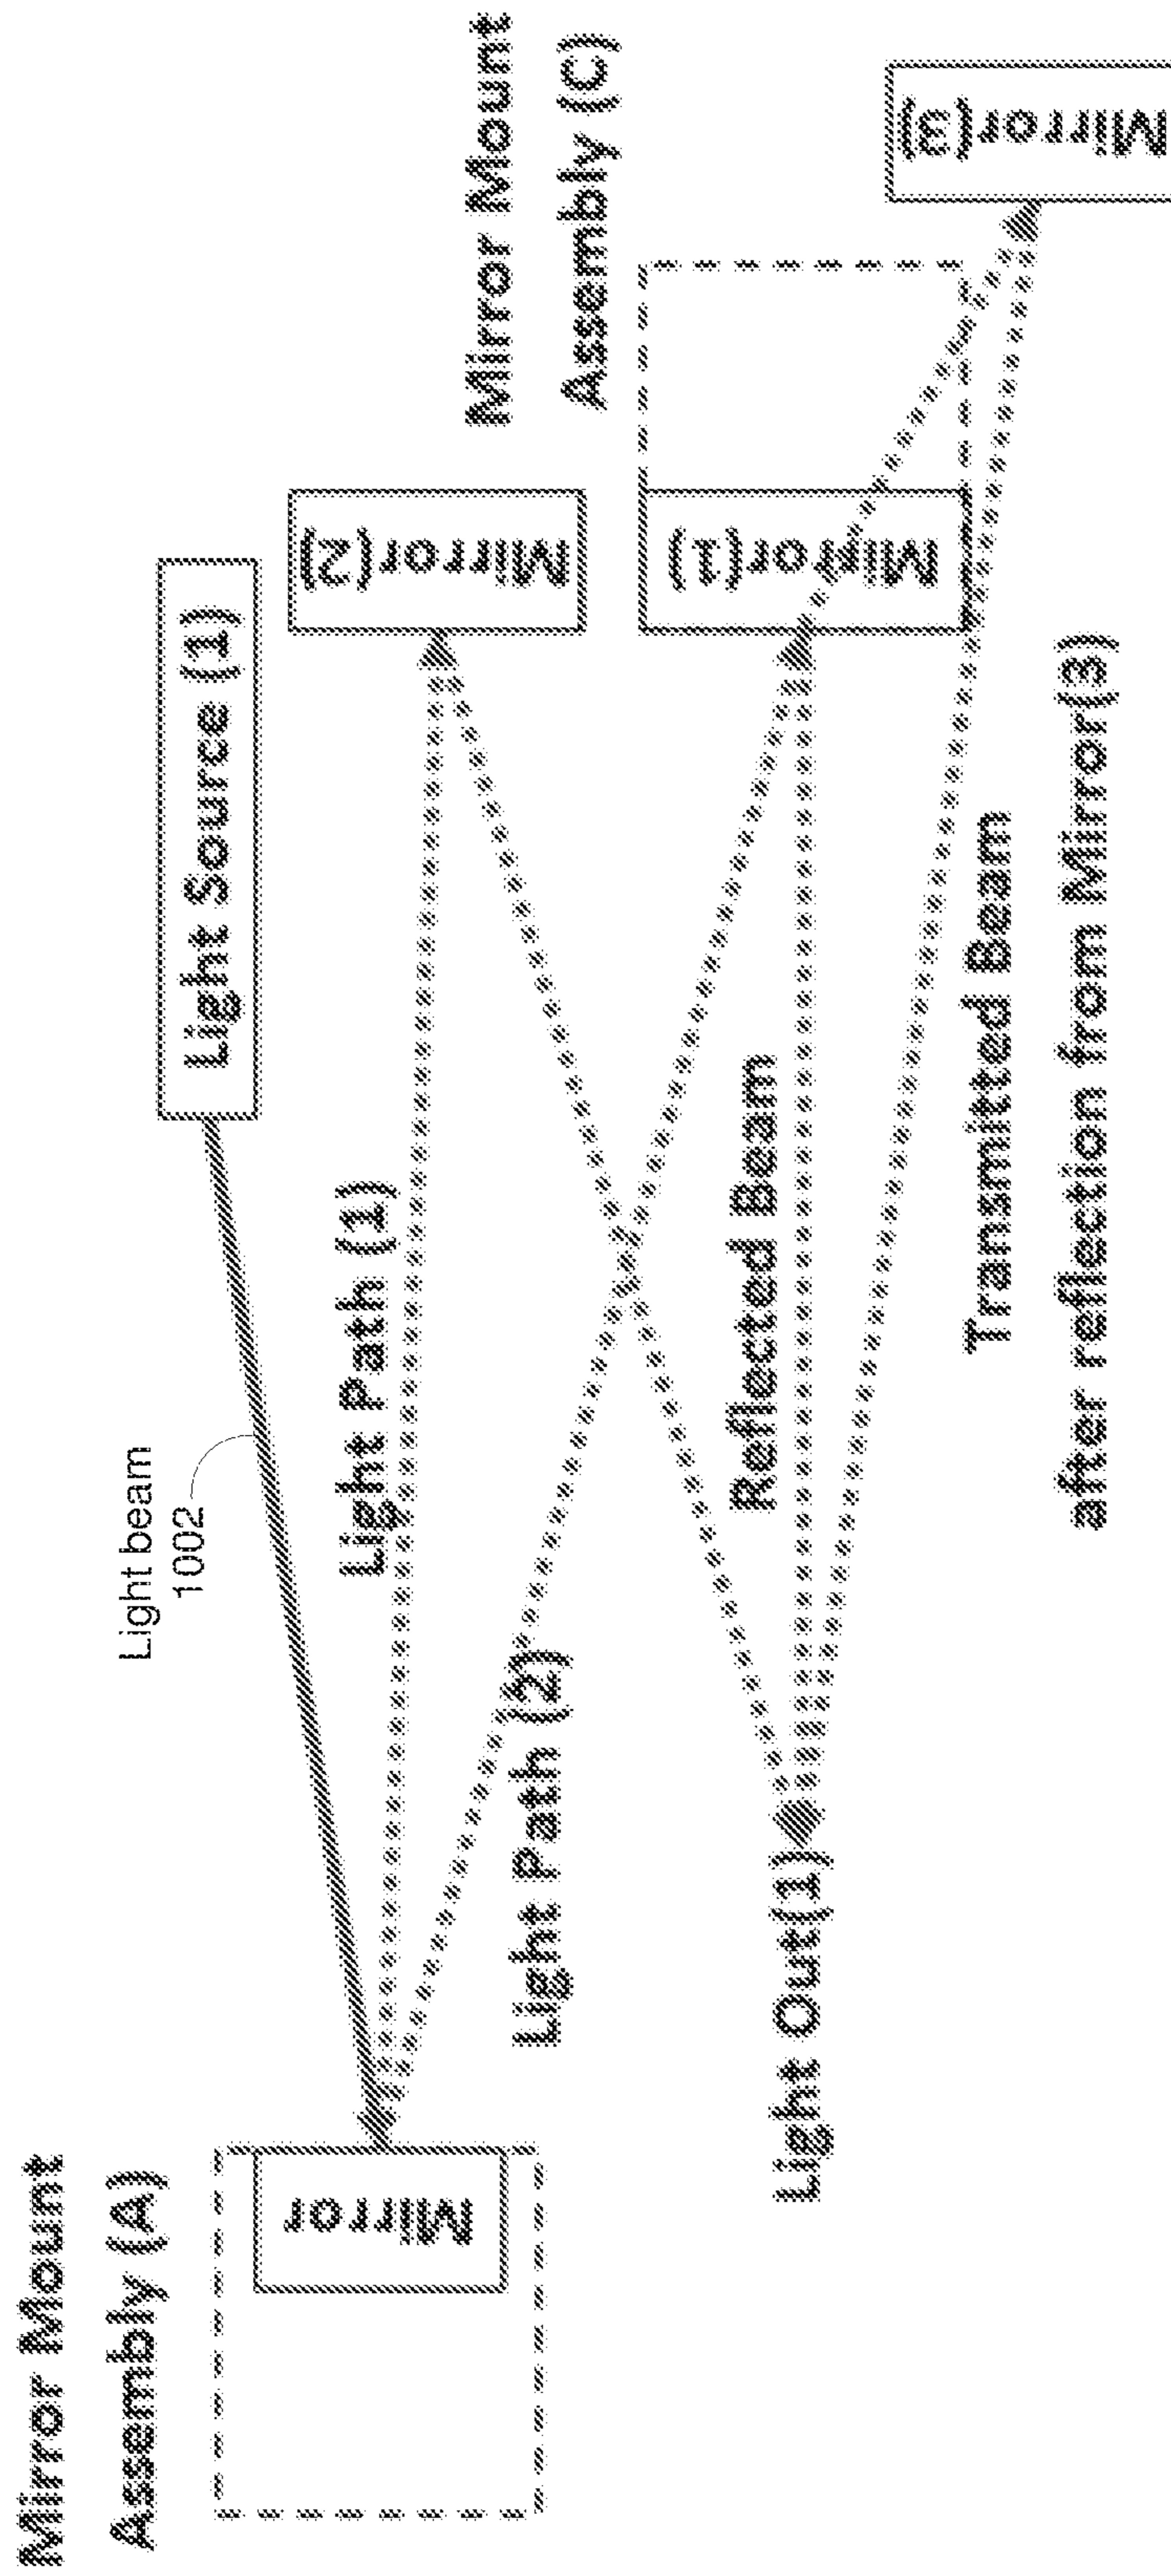 Mirror Mount
Assembly (A)
Mirror
Light beam
1002
Light Source (1)
Light Path (1)
Light Path (2)
Mirror(2)
Mirror Mount
Assembly (C)
Mirror(1)
Light Out(1)
Reflected Beam
Transmitted Beam
after reflection from Mirror(3)
Mirror(3)